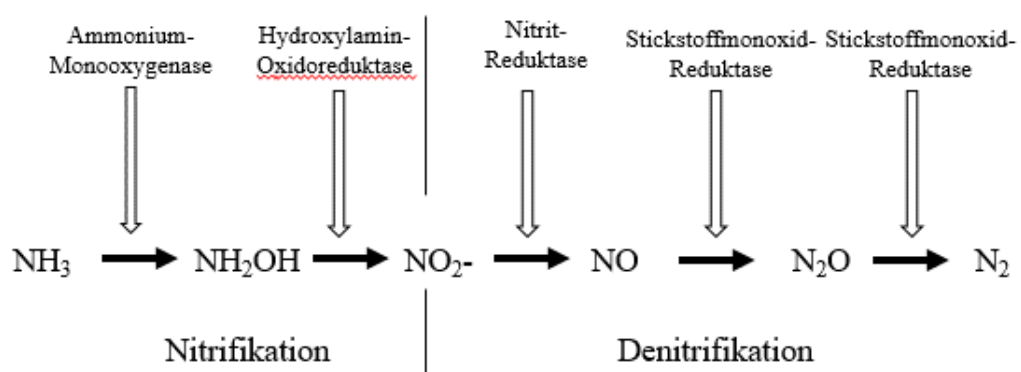 Ammonium-
Monooxygenase
Hydroxylamin-
Oxidoreduktase
Nitrit-
Reduktase
Stickstoffmonoxid-
Reduktase
Stickstoffmonoxid-
Reduktase
NH₃ NH₂OH NO₂- NO N₂O N₂
Nitrifikation Denitrifikation